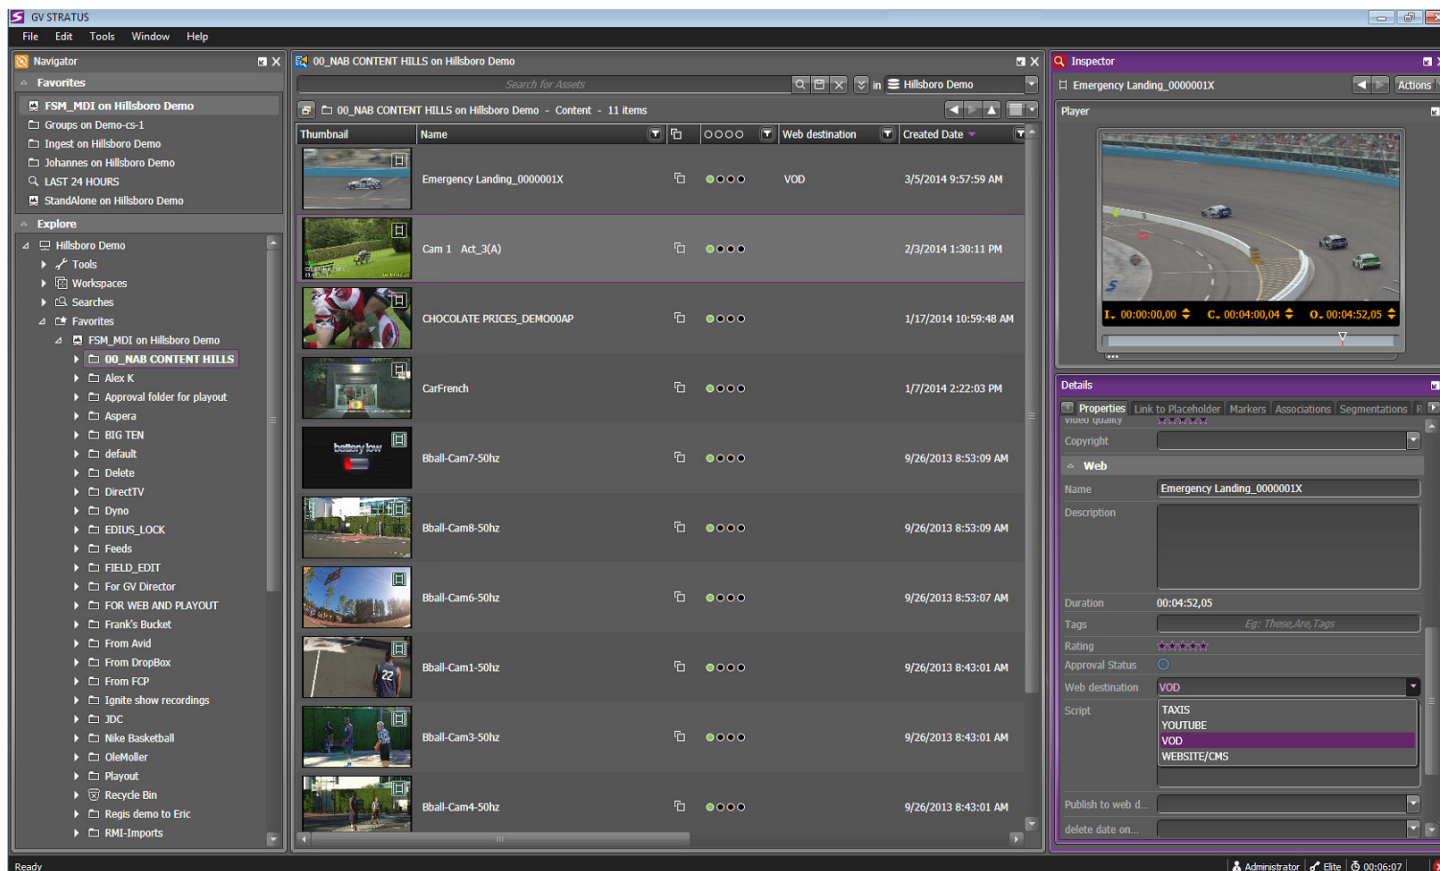 GV STRATUS
File Edit Tools Window Help
Navigator
Favorites
FSM_MDI on Hillsboro Demo
Groups on Demo-cs-1
Ingest on Hillsboro Demo
Johannes on Hillsboro Demo
LAST 24 HOURS
StandAlone on Hillsboro Demo
Explore
Hillsboro Demo
Tools
Workspaces
Searches
Favorites
FSM_MDI on Hillsboro Demo
00_NAB CONTENT HILLS
Alex K
Approval folder for playout
Aspera
BIG TEN
default
Delete
DirectTV
Dyno
EDIUS_LOCK
Feeds
FIELD_EDIT
For GV Director
FOR WEB AND PLAYOUT
Frank's Bucket
From Avid
From DropBox
From FCP
Ignite show recordings
JDC
Nike Basketball
OleMoller
Playout
Recycle Bin
Regis demo to Eric
RMI-Imports
00_NAB CONTENT HILLS on Hillsboro Demo
Search for Assets in Hillsboro Demo
00_NAB CONTENT HILLS on Hillsboro Demo - Content - 11 items
Thumbnail Name Web destination Created Date
Emergency Landing_0000001X VOD 3/5/2014 9:57:59 AM
Cam 1 Act_3(A) 2/3/2014 1:30:11 PM
CHOCOLATE PRICES_DEMO00AP 1/17/2014 10:59:48 AM
CarFrench 1/7/2014 2:22:03 PM
battery low
Bball-Cam7-50hz 9/26/2013 8:53:09 AM
Bball-Cam8-50hz 9/26/2013 8:53:09 AM
Bball-Cam6-50hz 9/26/2013 8:53:07 AM
22
Bball-Cam1-50hz 9/26/2013 8:43:01 AM
Bball-Cam3-50hz 9/26/2013 8:43:01 AM
Bball-Cam4-50hz 9/26/2013 8:43:01 AM
Inspector
Emergency Landing_0000001X Actions
Player
I. 00:00:00,00 C. 00:04:00,04 O. 00:04:52,05
Details
Properties Link to Placeholder Markers Associations Segmentations R
Video quality
Copyright
Web
Name Emergency Landing_0000001X
Description
Duration 00:04:52,05
Tags Eg: These,Are,Tags
Rating
Approval Status
Web destination VOD
Script TAXIS
YOUTUBE
VOD
WEBSITE/CMS
Publish to web d...
delete date on...
Ready Administrator Elite 00:06:07